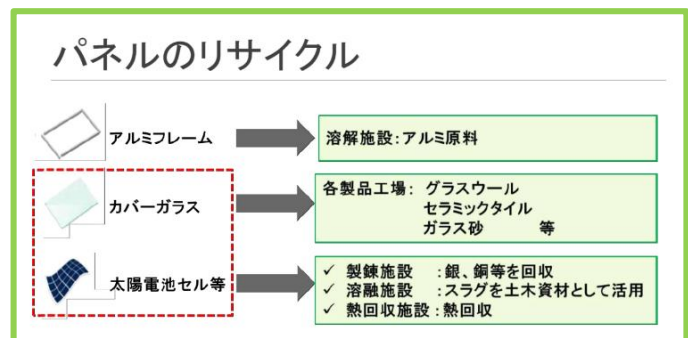 パネルのリサイクル
アルミフレーム
溶解施設:アルミ原料
カバーガラス
各製品工場: グラスウール
セラミックタイル
ガラス砂 等
太陽電池セル等
✓ 製錬施設 :銀、銅等を回収
✓ 溶融施設 :スラグを土木資材として活用
✓ 熱回収施設:熱回収